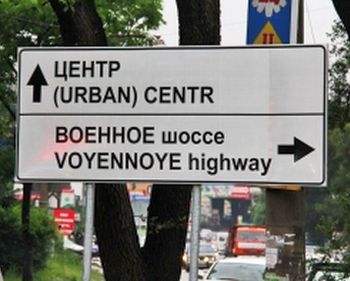 ЦЕНТР
(URBAN) CENTR
ВОЕННОЕ шоссе
VOYENNOYE highway